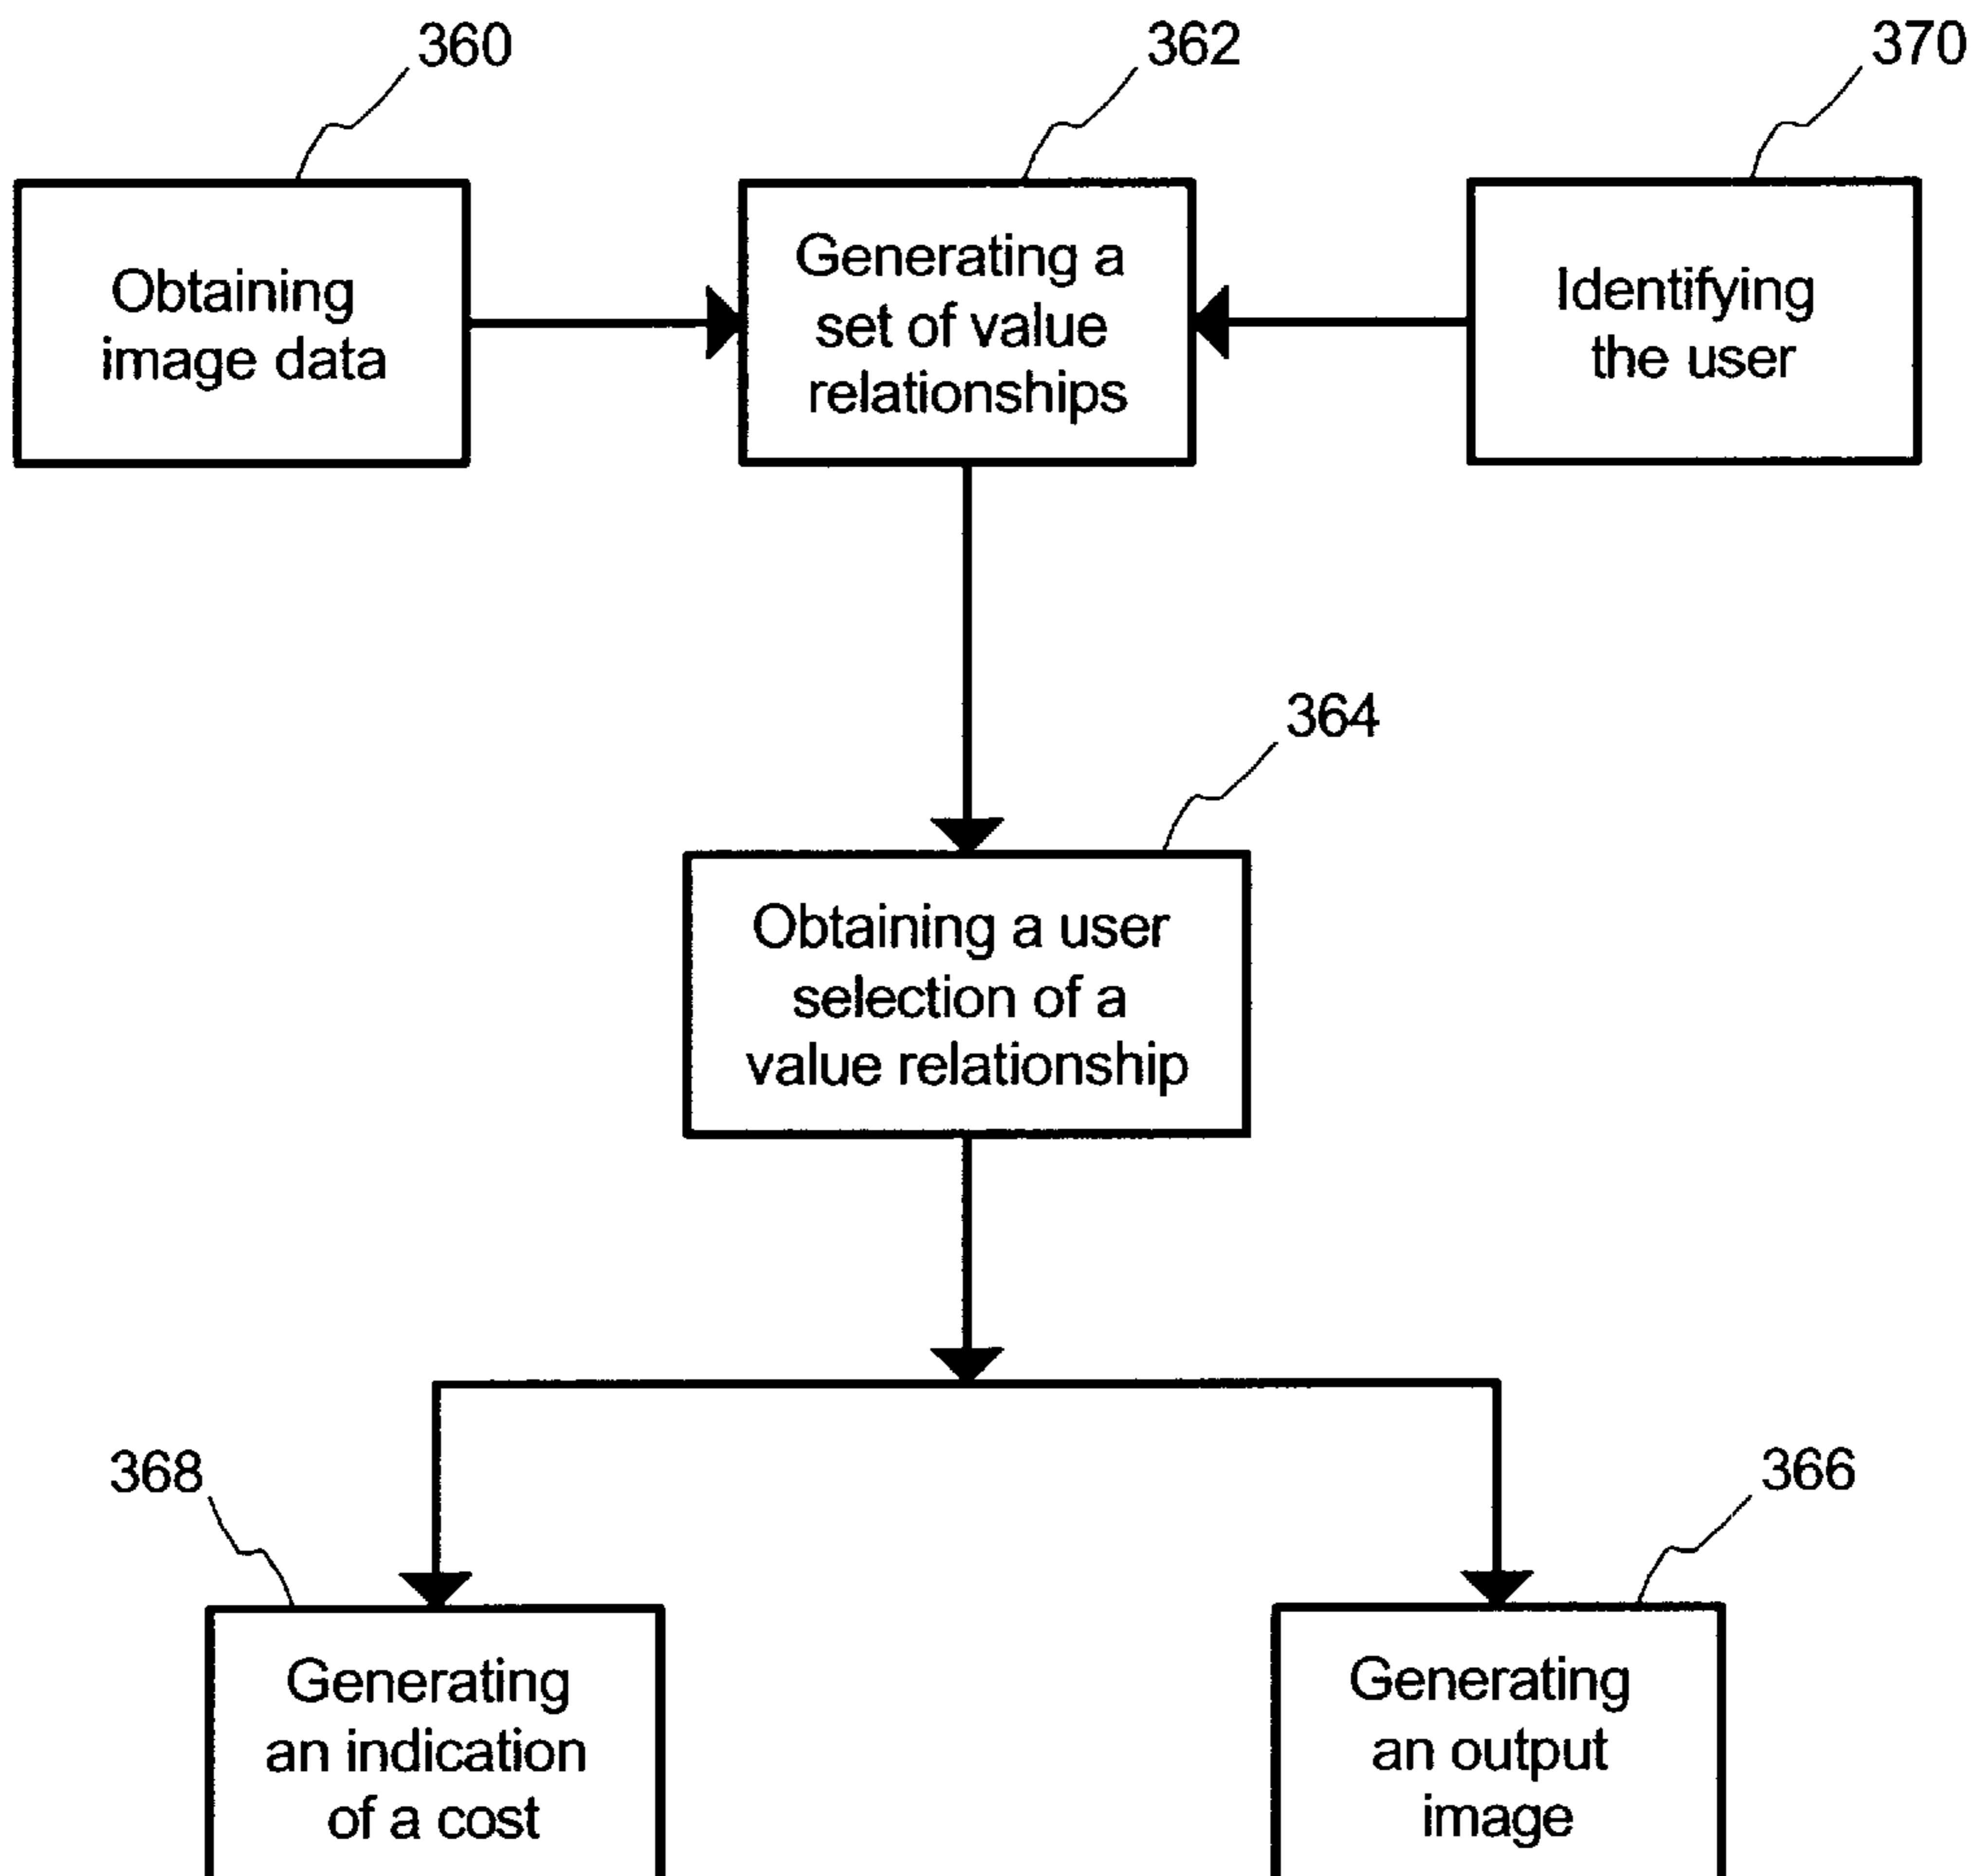 360
362
370
Obtaining
image data
Generating a
set of value
relationships
Identifying
the user
364
Obtaining a user
selection of a
value relationship
368
366
Generating
an indication
of a cost
Generating
an output
image